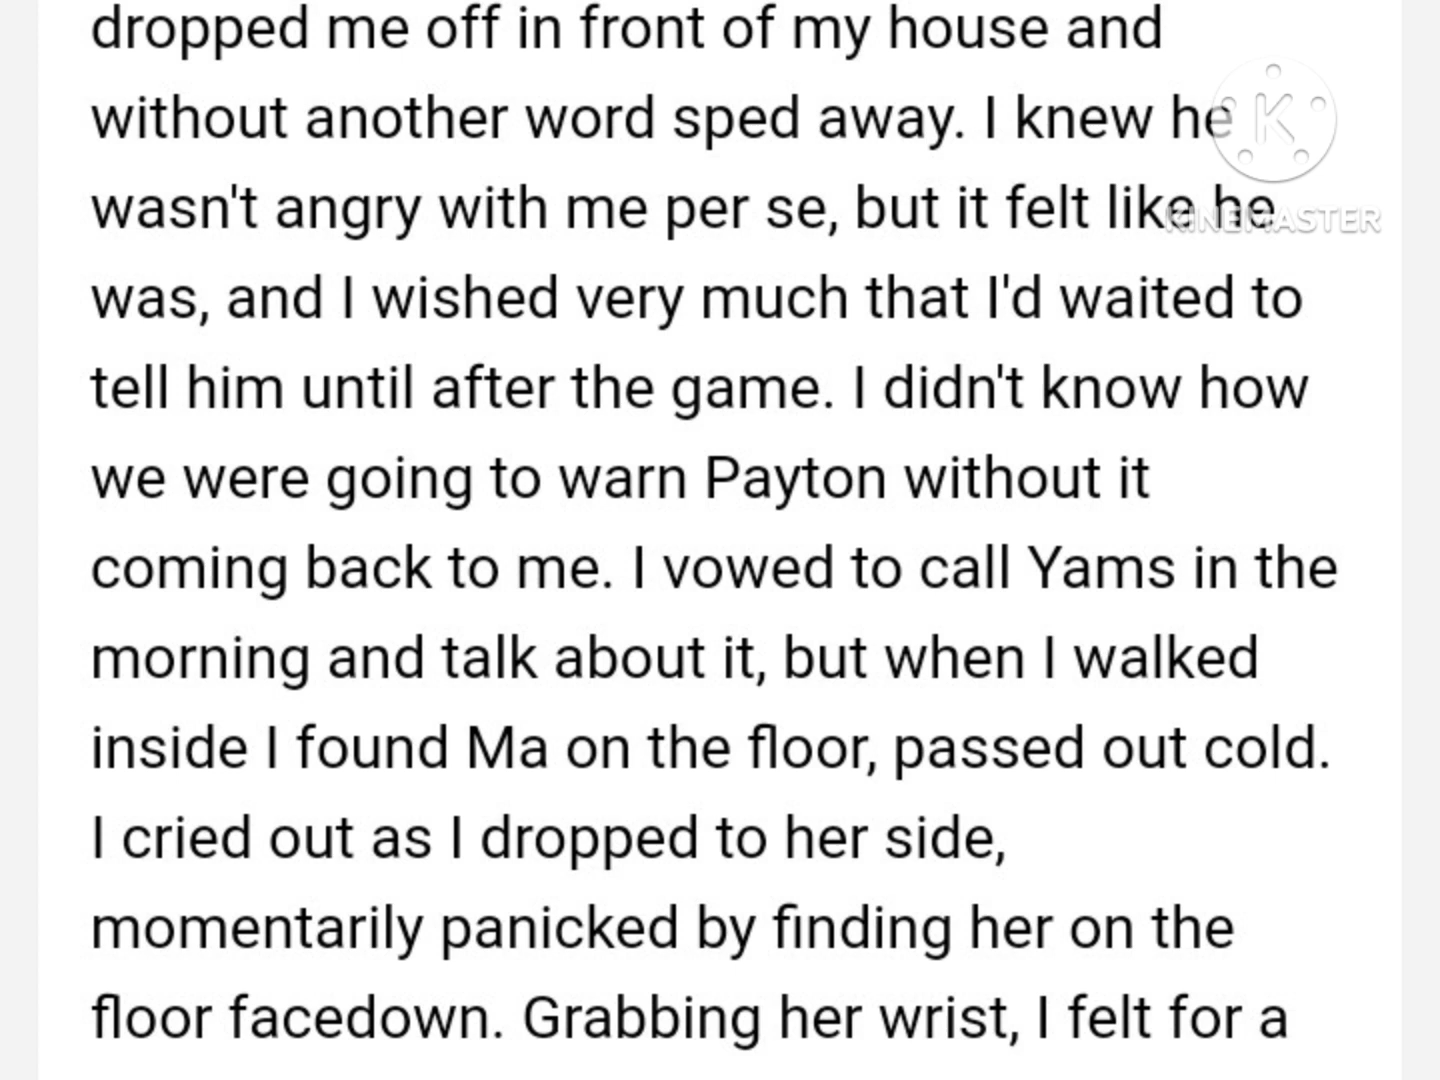 dropped me off in front of my house and
without another word sped away. I knew he
wasn't angry with me per se, but it felt like he
was, and I wished very much that I'd waited to
tell him until after the game. I didn't know how
we were going to warn Payton without it
coming back to me. I vowed to call Yams in the
morning and talk about it, but when I walked
inside I found Ma on the floor, passed out cold.
I cried out as I dropped to her side,
momentarily panicked by finding her on the
floor facedown. Grabbing her wrist, I felt for a
K
KINEMASTER